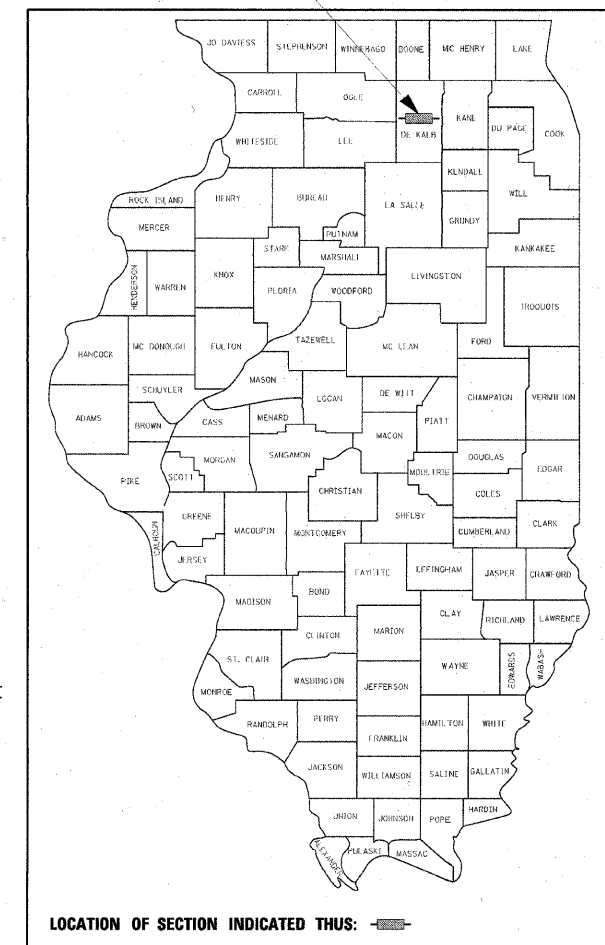 JO DAVIESS STEPHENSON WINNEBAGO BOONE MC HENRY LAKE
CARROLL OGLE KANE
DE KALB DU PAGE COOK
WHITESIDE LEE
KENDALL
ROCK ISLAND HENRY BUREAU LA SALLE WILL
MERCER PUTNAM GRUNDY
STARK MARSHALL KANKAKEE
HENDERSON WARREN KNOX PEORIA WOODFORD LIVINGSTON IROQUOIS
HANCOCK MC DONOUGH FULTON TAZEWELL MC LEAN FORD
MASON
SCHUYLER LOGAN DE WITT CHAMPAIGN VERMILION
ADAMS BROWN CASS MENARD PIATT
MACON
MORGAN SANGAMON DOUGLAS
PIKE SCOTT MOULTRIE EDGAR
CHRISTIAN COLES
GREENE SHELBY
CALHOUN MACOUPIN MONTGOMERY CUMBERLAND CLARK
JERSEY
FAYETTE EFFINGHAM JASPER CRAWFORD
MADISON BOND
CLAY RICHLAND LAWRENCE
CLINTON MARION
ST. CLAIR WAYNE EDWARDS WABASH
WASHINGTON JEFFERSON
MONROE
RANDOLPH PERRY HAMILTON WHITE
FRANKLIN
JACKSON WILLIAMSON SALINE GALLATIN
UNION JOHNSON POPE HARDIN
ALEXANDER PULASKI MASSAC
LOCATION OF SECTION INDICATED THUS: